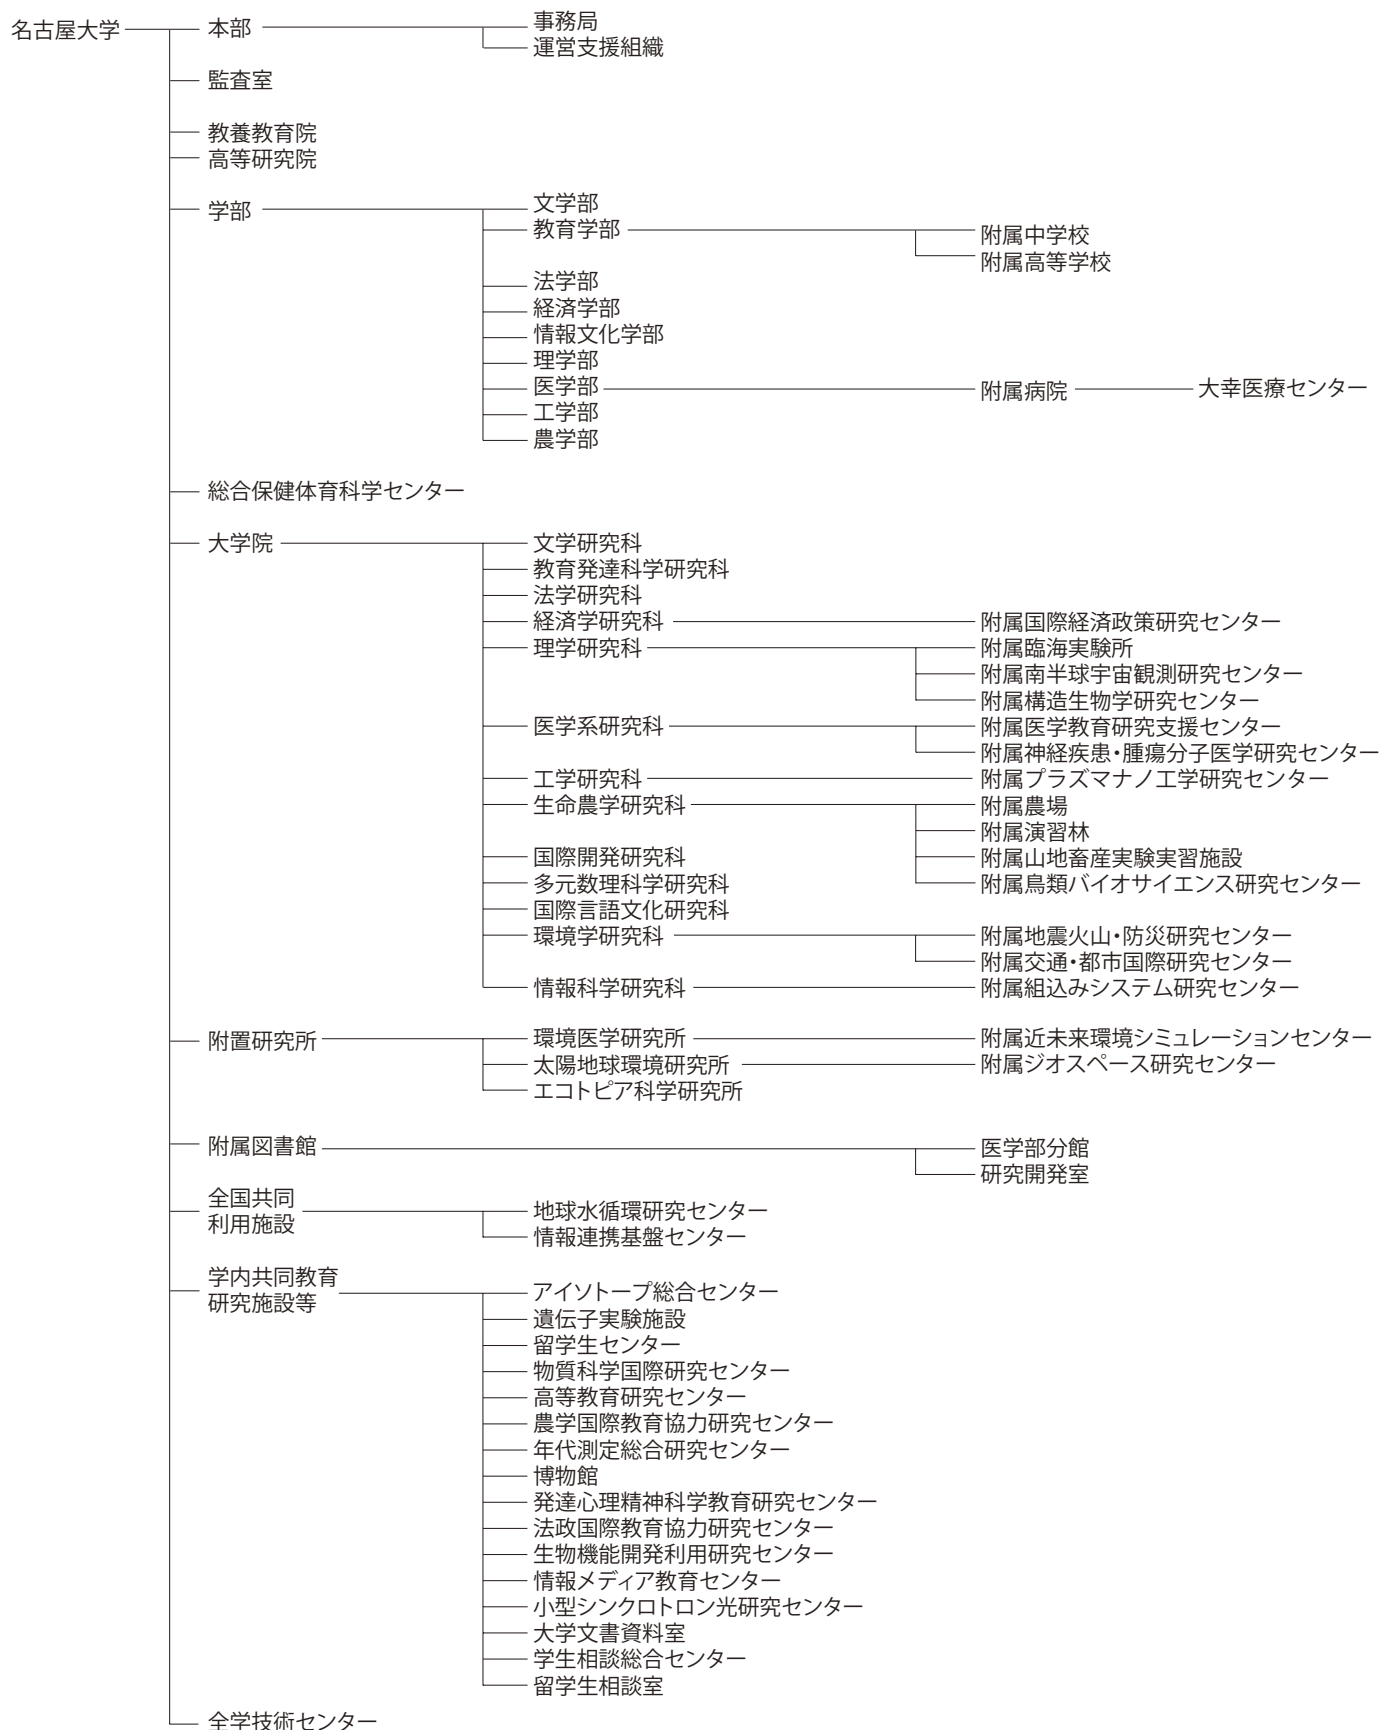 名古屋大学
本部
事務局
運営支援組織
監査室
教養教育院
高等研究院
学部
文学部
教育学部
附属中学校
附属高等学校
法学部
経済学部
情報文化学部
理学部
医学部
附属病院
大幸医療センター
工学部
農学部
総合保健体育科学センター
大学院
文学研究科
教育発達科学研究科
法学研究科
経済学研究科
附属国際経済政策研究センター
理学研究科
附属臨海実験所
附属南半球宇宙観測研究センター
附属構造生物学研究センター
医学系研究科
附属医学教育研究支援センター
附属神経疾患・腫瘍分子医学研究センター
工学研究科
附属プラズマナノ工学研究センター
生命農学研究科
附属農場
附属演習林
附属山地畜産実験実習施設
附属鳥類バイオサイエンス研究センター
国際開発研究科
多元数理科学研究科
国際言語文化研究科
環境学研究科
附属地震火山・防災研究センター
附属交通・都市国際研究センター
情報科学研究科
附属組込みシステム研究センター
附置研究所
環境医学研究所
附属近未来環境シミュレーションセンター
太陽地球環境研究所
附属ジオスペース研究センター
エコトピア科学研究所
附属図書館
医学部分館
研究開発室
全国共同
利用施設
地球水循環研究センター
情報連携基盤センター
学内共同教育
研究施設等
アイソトープ総合センター
遺伝子実験施設
留学生センター
物質科学国際研究センター
高等教育研究センター
農学国際教育協力研究センター
年代測定総合研究センター
博物館
発達心理精神科学教育研究センター
法政国際教育協力研究センター
生物機能開発利用研究センター
情報メディア教育センター
小型シンクロトロン光研究センター
大学文書資料室
学生相談総合センター
留学生相談室
全学技術センター